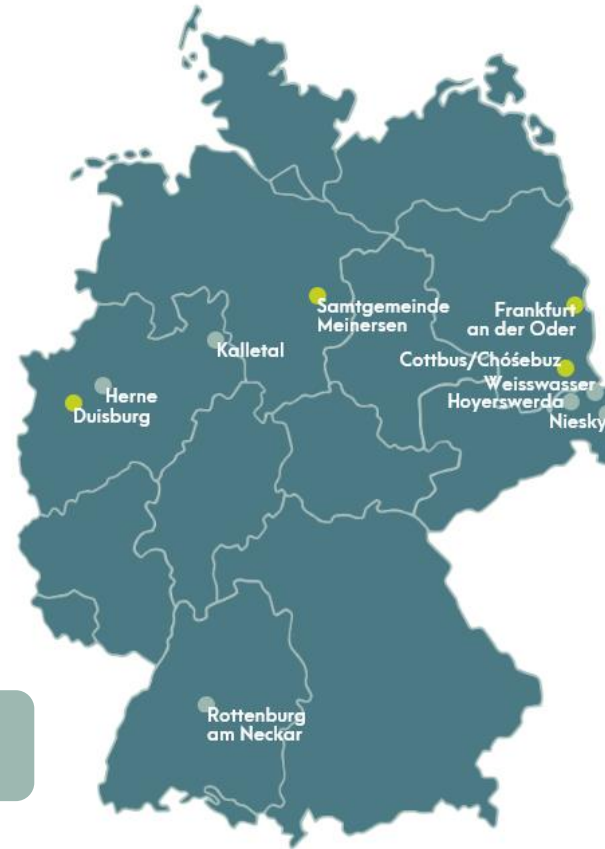 Samtgemeinde
Meinersen
Frankfurt
an der Oder
Kalletal
Cottbus/Chóśebuz
Weisswasser
Herne
Hoyerswerda
Duisburg
Niesky
Rottenburg
am Neckar